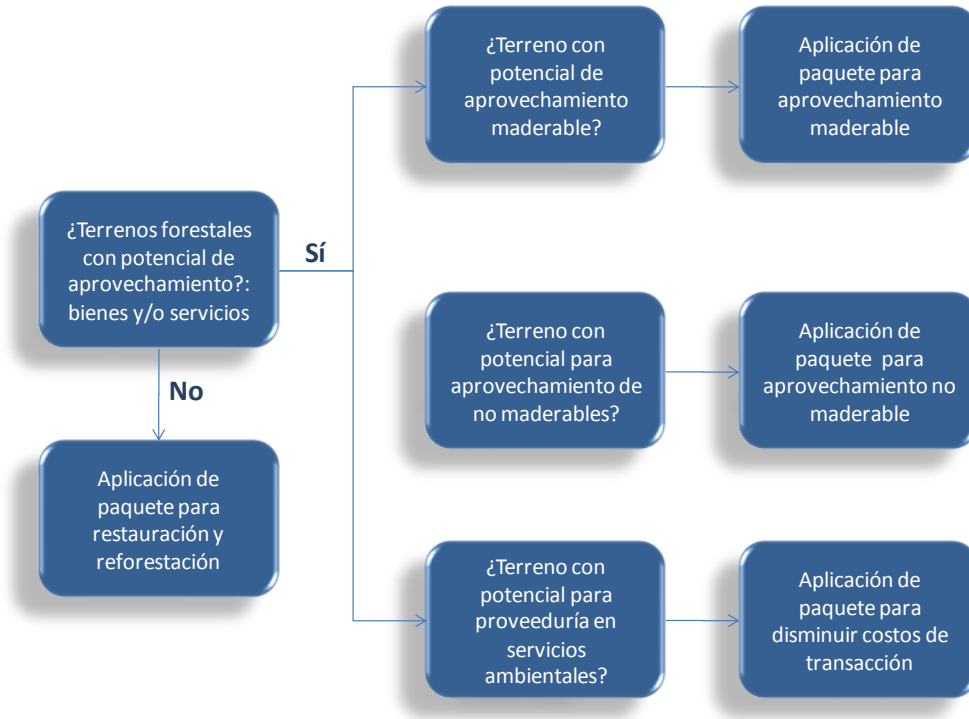 ¿Terreno con
potencial de
aprovechamiento
maderable?
Aplicación de
paquete para
aprovechamiento
maderable
¿Terrenos forestales
con potencial de
aprovechamiento?:
bienes y/o servicios
Sí
No
¿Terreno con
potencial para
aprovechamiento de
no maderables?
Aplicación de
paquete para
aprovechamiento no
maderable
Aplicación de
paquete para
restauración y
reforestación
¿Terreno con
potencial para
proveeduría en
servicios
ambientales?
Aplicación de
paquete para
disminuir costos de
transacción